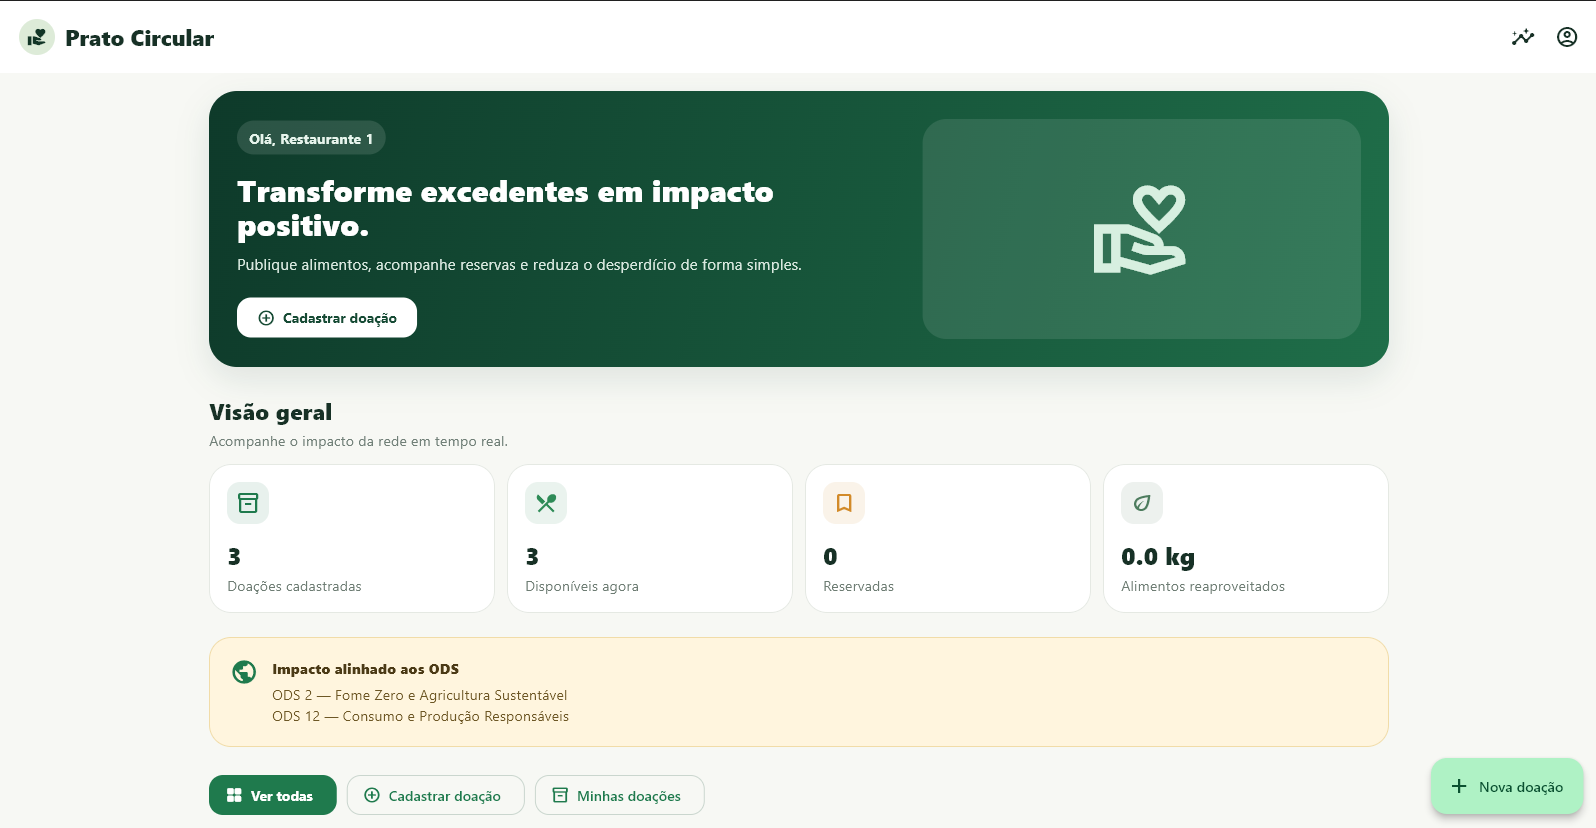 Prato Circular
Olá, Restaurante 1
Transforme excedentes em impacto
positivo.
Publique alimentos, acompanhe reservas e reduza o desperdício de forma simples.
Cadastrar doação
Visão geral
Acompanhe o impacto da rede em tempo real.
3
Doações cadastradas
3
Disponíveis agora
0
Reservadas
0.0 kg
Alimentos reaproveitados
Impacto alinhado aos ODS
ODS 2 — Fome Zero e Agricultura Sustentável
ODS 12 — Consumo e Produção Responsáveis
Ver todas
Cadastrar doação
Minhas doações
Nova doação